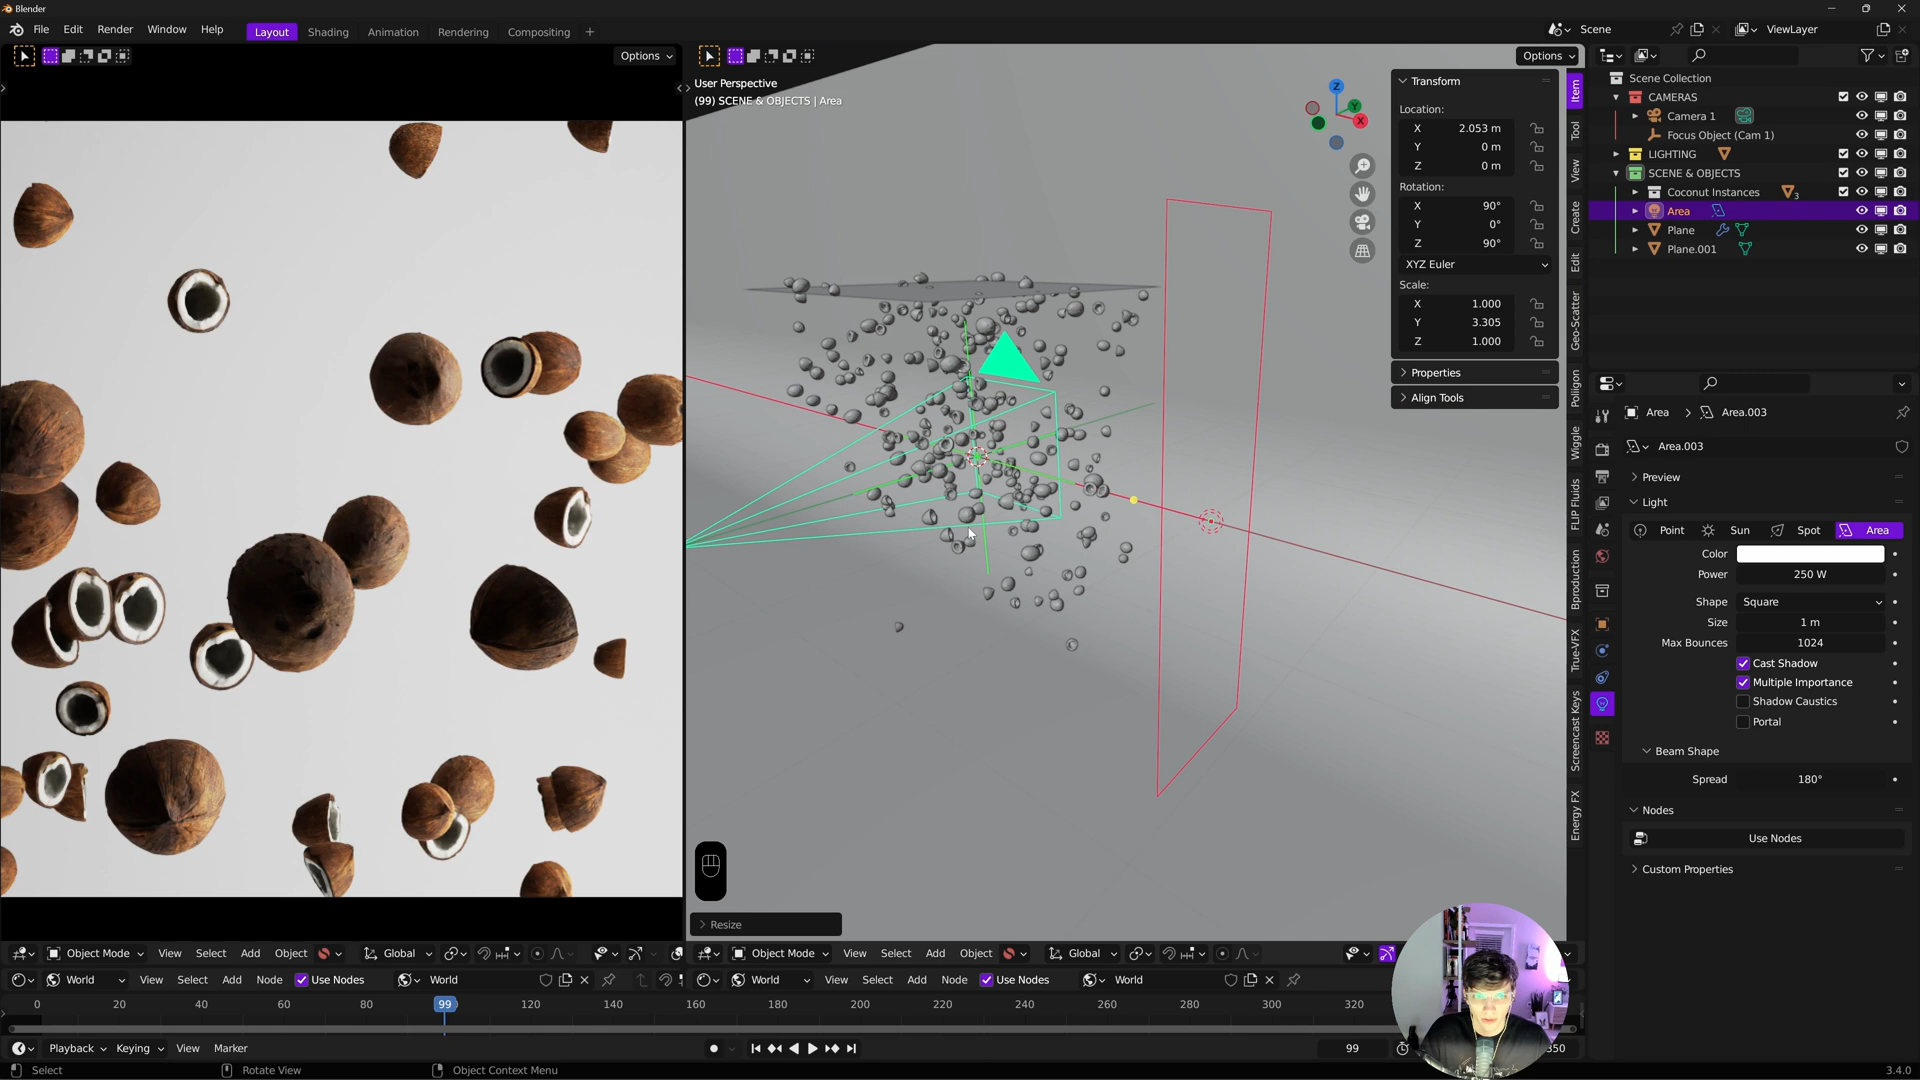 Blender
File Edit Render Window Help Layout Shading Animation Rendering Compositing + Scene ViewLayer
Options Options
User Perspective
(99) SCENE & OBJECTS | Area
Z
Y
X
Transform
Location:
X 2.053 m
Y 0 m
Z 0 m
Rotation:
X 90°
Y 0°
Z 90°
XYZ Euler
Scale:
X 1.000
Y 3.305
Z 1.000
Properties
Align Tools
Item
Tool
View
Create
Edit
Geo-Scatter
Poligon
Wiggle
FLIP Fluids
Bproduction
True-VFX
Screencast Keys
Energy FX
Scene Collection
CAMERAS
Camera 1
Focus Object (Cam 1)
LIGHTING
SCENE & OBJECTS
Coconut Instances 3
Area
Plane
Plane.001
Area > Area.003
Area.003
Preview
Light
Point Sun Spot Area
Color
Power 250 W
Shape Square
Size 1 m
Max Bounces 1024
Cast Shadow
Multiple Importance
Shadow Caustics
Portal
Beam Shape
Spread 180°
Nodes
Use Nodes
Custom Properties
Resize
Object Mode View Select Add Object Global Object Mode View Select Add Object Global
World View Select Add Node Use Nodes World World View Select Add Node Use Nodes World
0 20 40 60 80 99 120 140 160 180 200 220 240 260 280 300 320
Playback Keying View Marker 99 350
Select Rotate View Object Context Menu 3.4.0